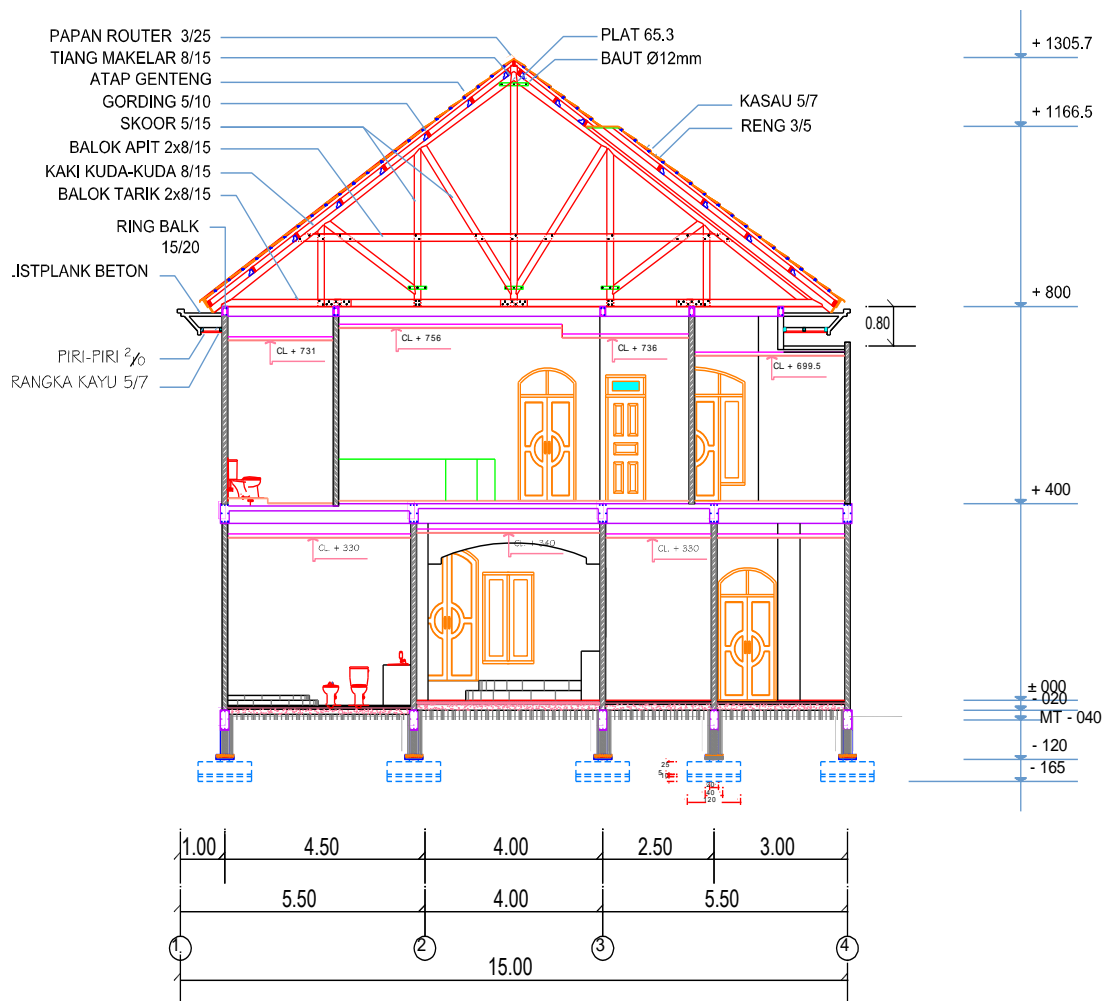 PAPAN ROUTER 3/25
TIANG MAKELAR 8/15
ATAP GENTENG
GORDING 5/10
SKOOR 5/15
BALOK APIT 2x8/15
KAKI KUDA-KUDA 8/15
BALOK TARIK 2x8/15
RING BALK
15/20
.ISTPLANK BETON
PIRI-PIRI 2/10
RANGKA KAYU 5/7
PLAT 65.3
BAUT Ø12mm
KASAU 5/7
RENG 3/5
+ 1305.7
+ 1166.5
+ 800
0.80
CL + 731
CL + 756
CL + 736
CL + 699.5
+ 400
CL. + 330
CL. + 340
CL. + 330
± 000
- 020
MT - 040
- 120
- 165
25
5
10
40
20
1.00
4.50
4.00
2.50
3.00
5.50
4.00
5.50
1
2
3
4
15.00